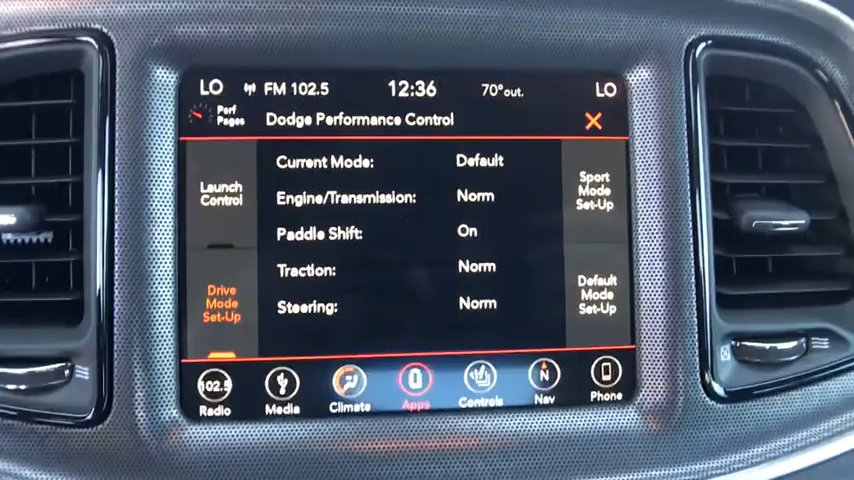 LO FM 102.5 12:36 70° out. LO
Perf
Pages
Dodge Performance Control
Launch
Control
Current Mode: Default
Engine/Transmission: Norm
Paddle Shift: On
Traction: Norm
Steering: Norm
Sport
Mode
Set-Up
Drive
Mode
Set-Up
Default
Mode
Set-Up
102.5
N
Radio Media Climate Apps Controls Nav Phone